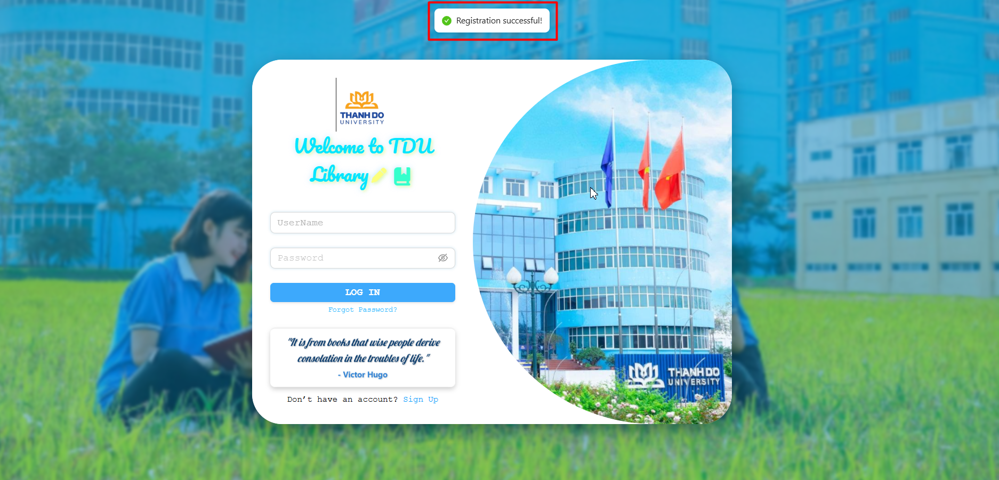 Registration successful!
THANH DO
UNIVERSITY
Welcome to TDU
Library
UserName
Password
LOG IN
Forgot Password?
"It is from books that wise people derive
consolation in the troubles of life."
- Victor Hugo
Don’t have an account? Sign Up
THANH DO
UNIVERSITY